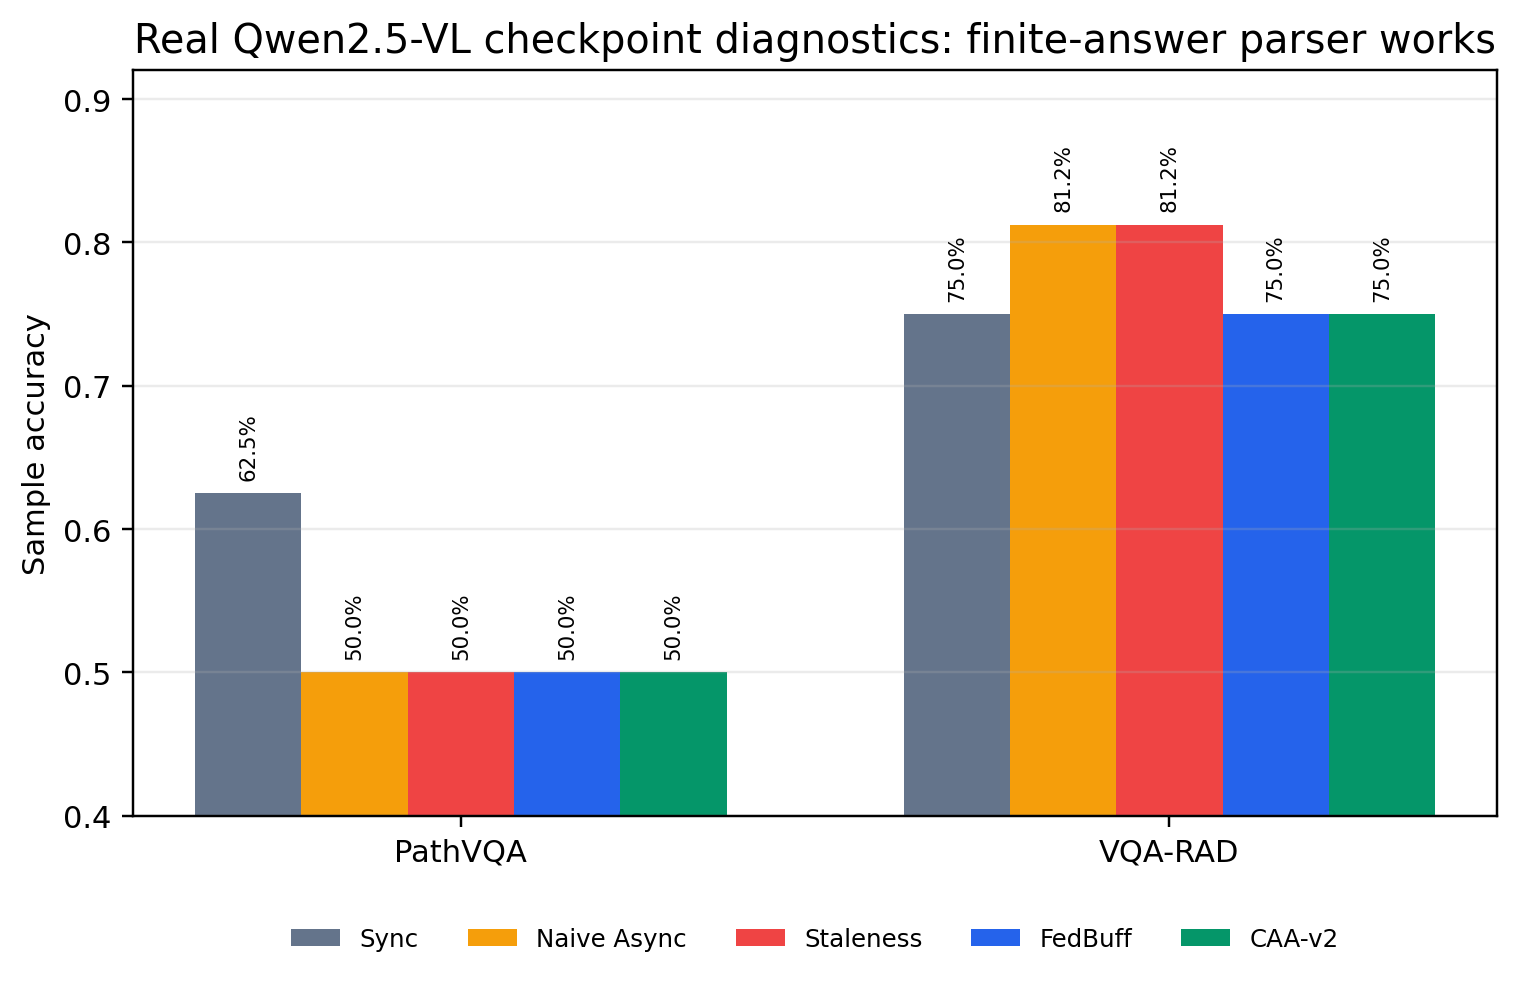 Real Qwen2.5-VL checkpoint diagnostics: finite-answer parser works
Sample accuracy
0.9
0.8
0.7
0.6
0.5
0.4
62.5%
50.0%
50.0%
50.0%
50.0%
75.0%
81.2%
81.2%
75.0%
75.0%
PathVQA
VQA-RAD
Sync
Naive Async
Staleness
FedBuff
CAA-v2